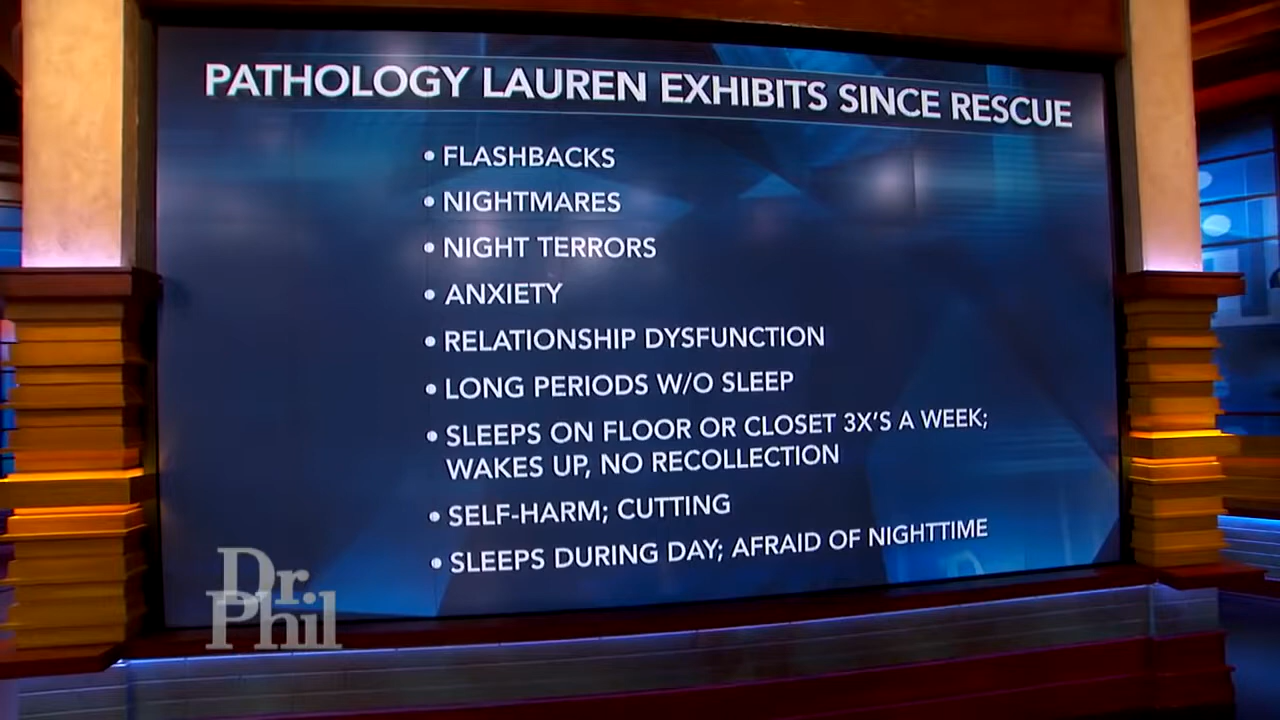 PATHOLOGY LAUREN EXHIBITS SINCE RESCUE
• FLASHBACKS
• NIGHTMARES
• NIGHT TERRORS
• ANXIETY
• RELATIONSHIP DYSFUNCTION
• LONG PERIODS W/O SLEEP
• SLEEPS ON FLOOR OR CLOSET 3X'S A WEEK;
WAKES UP, NO RECOLLECTION
• SELF-HARM; CUTTING
• SLEEPS DURING DAY; AFRAID OF NIGHTTIME
Dr.
Phil